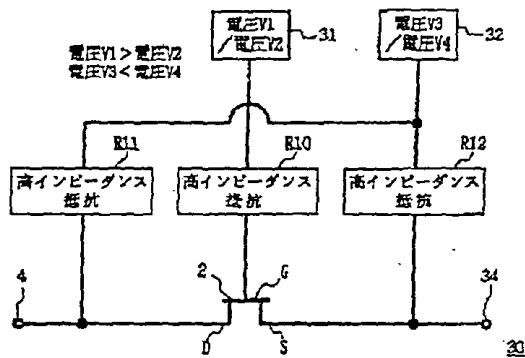 電圧V1
/電圧V2
31
電圧V3
/電圧V4
32
電圧V1>電圧V2
電圧V3<電圧V4
R11
R10
R12
高インピーダンス
抵抗
高インピーダンス
抵抗
高インピーダンス
抵抗
4
2
G
34
D
S
30